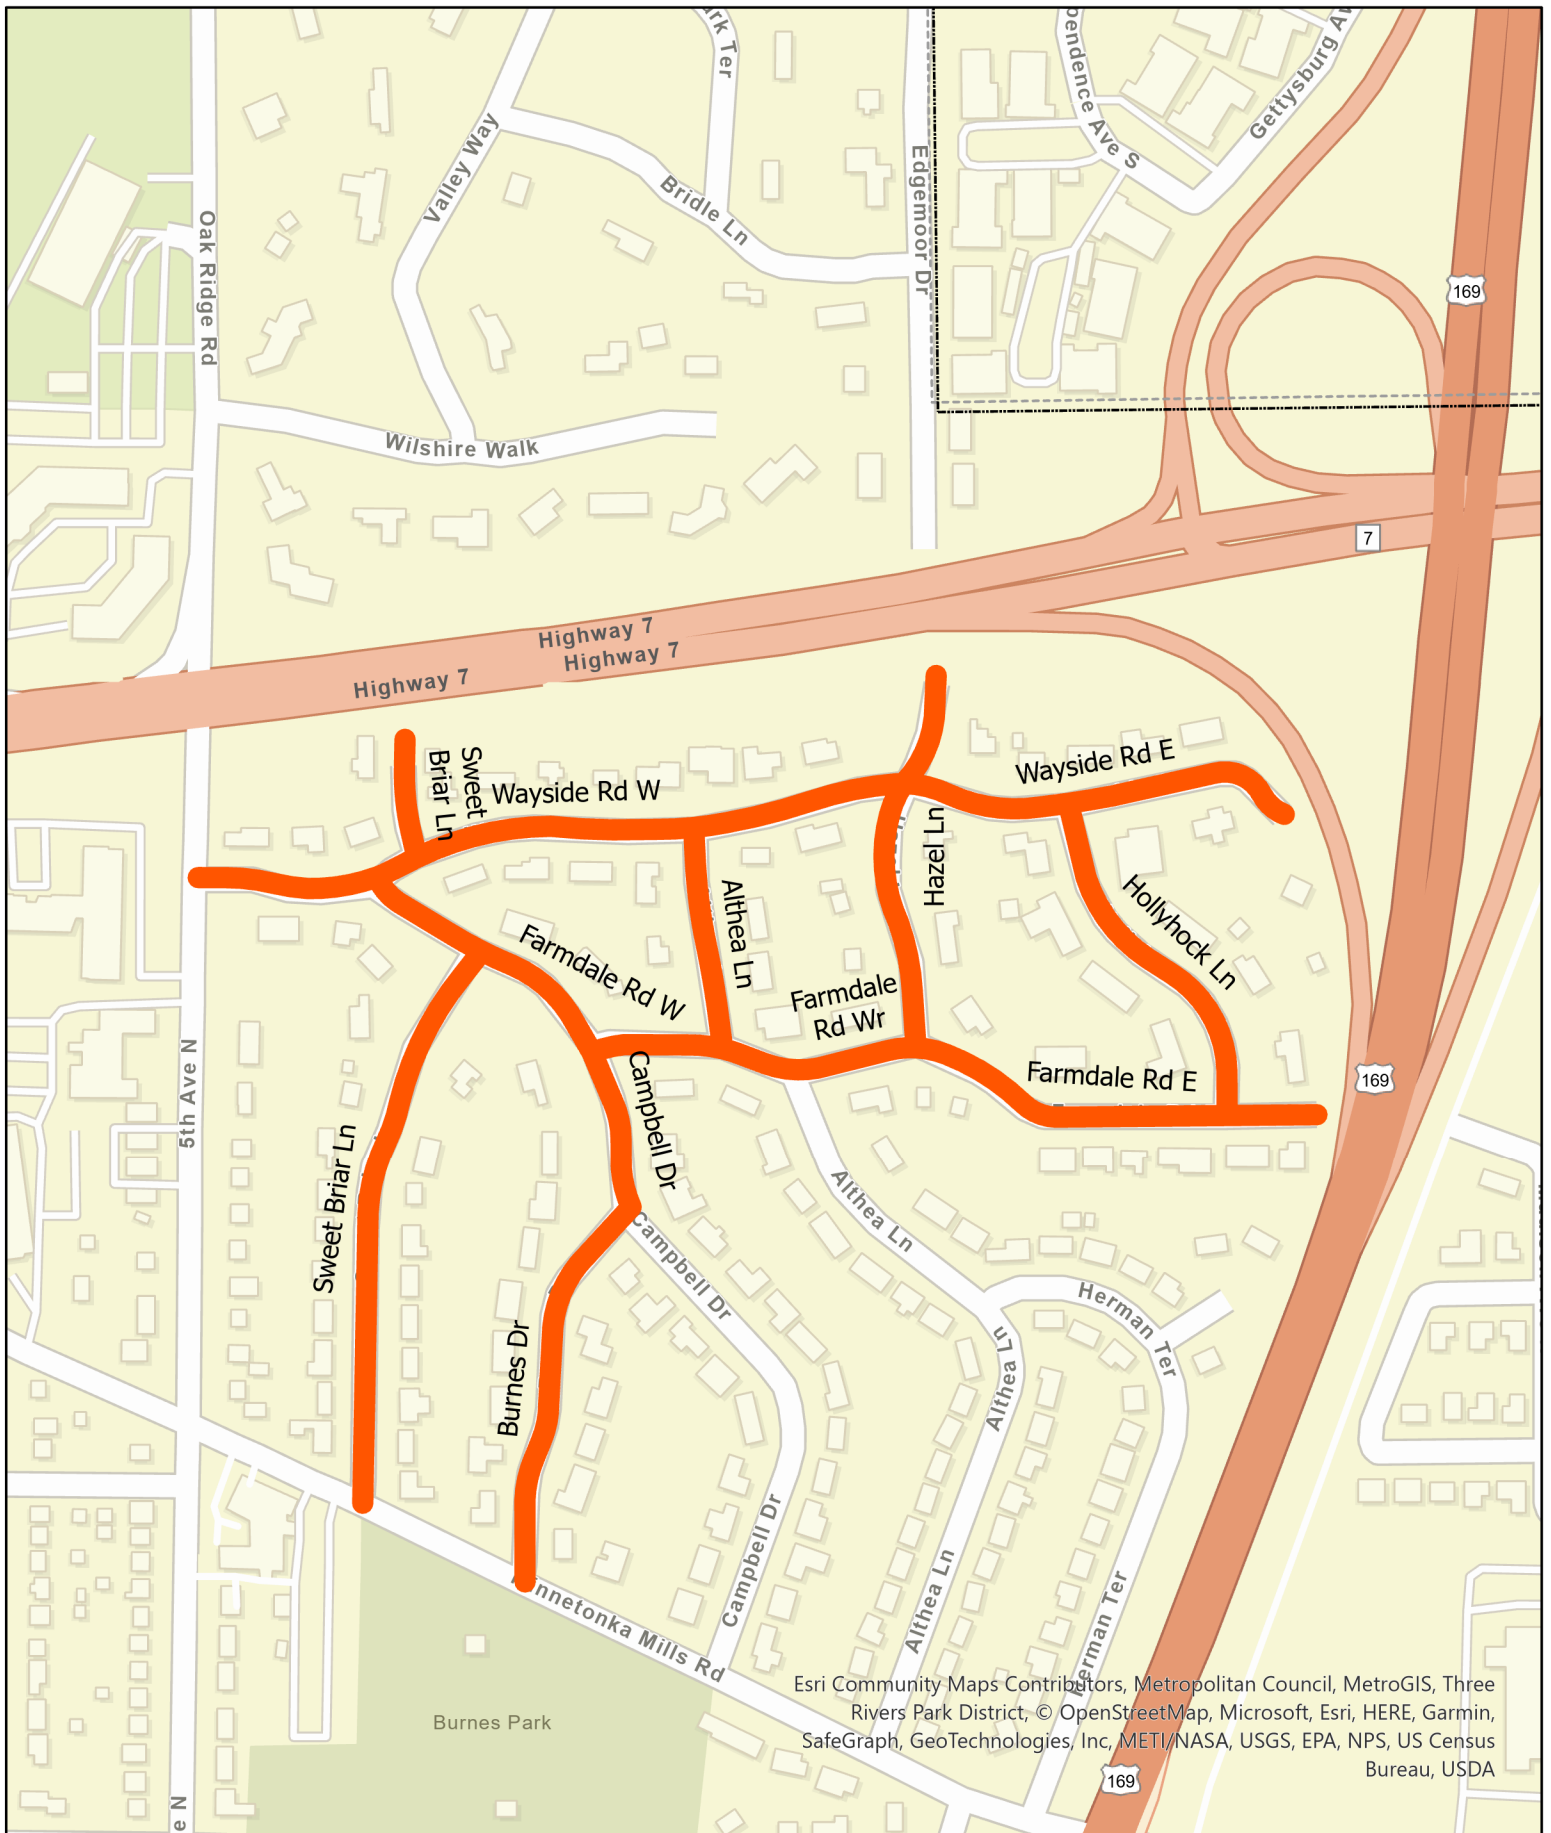 ark Ter
Valley Way
Bridle Ln
Edgemoor Dr
pendence Ave S
Gettysburg Av
Oak Ridge Rd
169
Wilshire Walk
7
Highway 7
Highway 7
Highway 7
Sweet
Briar Ln
Wayside Rd W
Wayside Rd E
Hazel Ln
Althea Ln
Hollyhock Ln
Farmdale Rd W
Farmdale
Rd Wr
Farmdale Rd E
Campbell Dr
5th Ave N
169
Sweet Briar Ln
Althea Ln
Campbell Dr
Herman Ter
Burnes Dr
Althea Ln
Campbell Dr
Althea Ln
Herman Ter
nnetonka Mills Rd
Burnes Park
Esri Community Maps Contributors, Metropolitan Council, MetroGIS, Three
Rivers Park District, © OpenStreetMap, Microsoft, Esri, HERE, Garmin,
SafeGraph, GeoTechnologies, Inc, METI/NASA, USGS, EPA, NPS, US Census
Bureau, USDA
169
e N